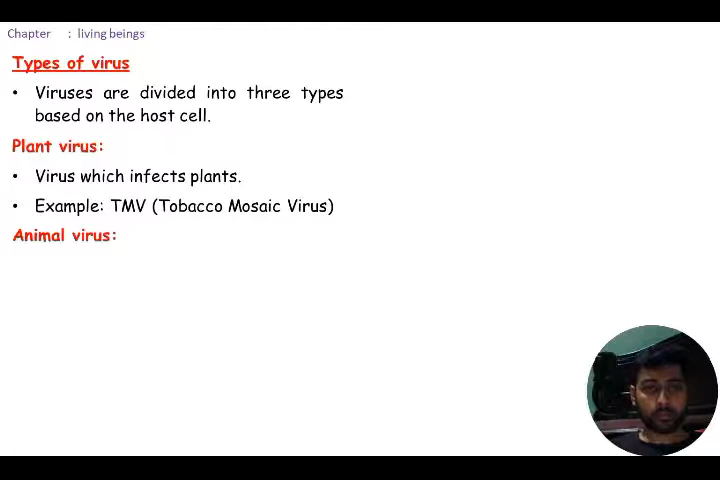 Chapter : living beings
Types of virus
• Viruses are divided into three types
based on the host cell.
Plant virus:
• Virus which infects plants.
• Example: TMV (Tobacco Mosaic Virus)
Animal virus: